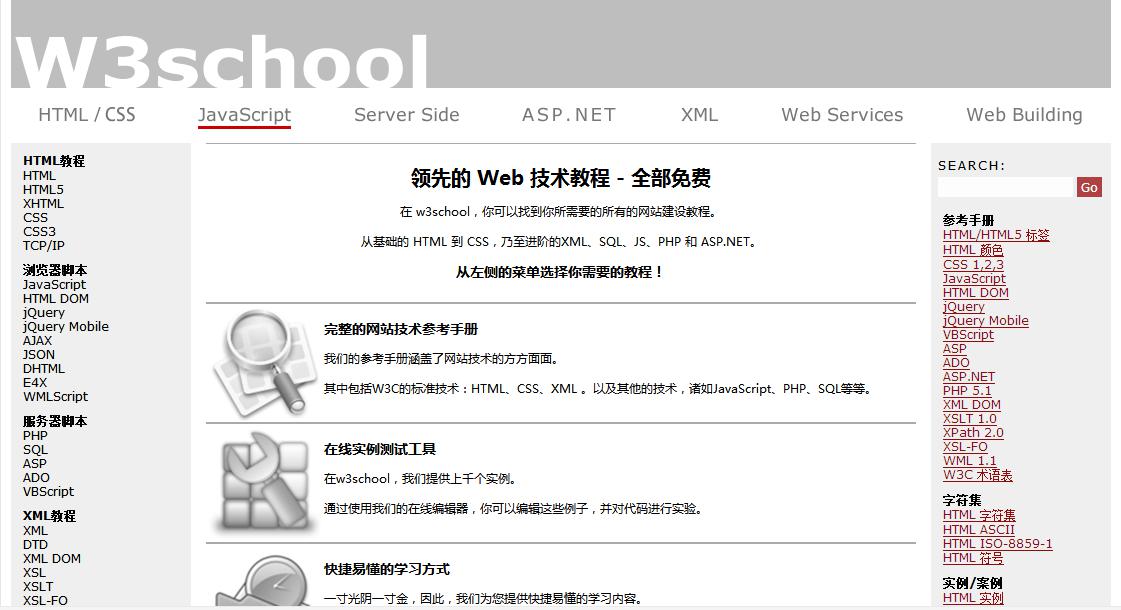 W3school
HTML / CSS
JavaScript
Server Side
ASP.NET
XML
Web Services
Web Building
HTML教程
HTML
HTML5
XHTML
CSS
CSS3
TCP/IP
浏览器脚本
JavaScript
HTML DOM
jQuery
jQuery Mobile
AJAX
JSON
DHTML
E4X
WMLScript
服务器脚本
PHP
SQL
ASP
ADO
VBScript
XML教程
XML
DTD
XML DOM
XSL
XSLT
XSL-FO
领先的 Web 技术教程 - 全部免费
在 w3school，你可以找到你所需要的所有的网站建设教程。
从基础的 HTML 到 CSS，乃至进阶的XML、SQL、JS、PHP 和 ASP.NET。
从左侧的菜单选择你需要的教程！
完整的网站技术参考手册
我们的参考手册涵盖了网站技术的方方面面。
其中包括W3C的标准技术：HTML、CSS、XML 。以及其他的技术，诸如JavaScript、PHP、SQL等等。
在线实例测试工具
在w3school，我们提供上千个实例。
通过使用我们的在线编辑器，你可以编辑这些例子，并对代码进行实验。
快捷易懂的学习方式
一寸光阴一寸金，因此，我们为您提供快捷易懂的学习内容。
SEARCH:
Go
参考手册
HTML/HTML5 标签
HTML 颜色
CSS 1,2,3
JavaScript
HTML DOM
jQuery
jQuery Mobile
VBScript
ASP
ADO
ASP.NET
PHP 5.1
XML DOM
XSLT 1.0
XPath 2.0
XSL-FO
WML 1.1
W3C 术语表
字符集
HTML 字符集
HTML ASCII
HTML ISO-8859-1
HTML 符号
实例/案例
HTML 实例